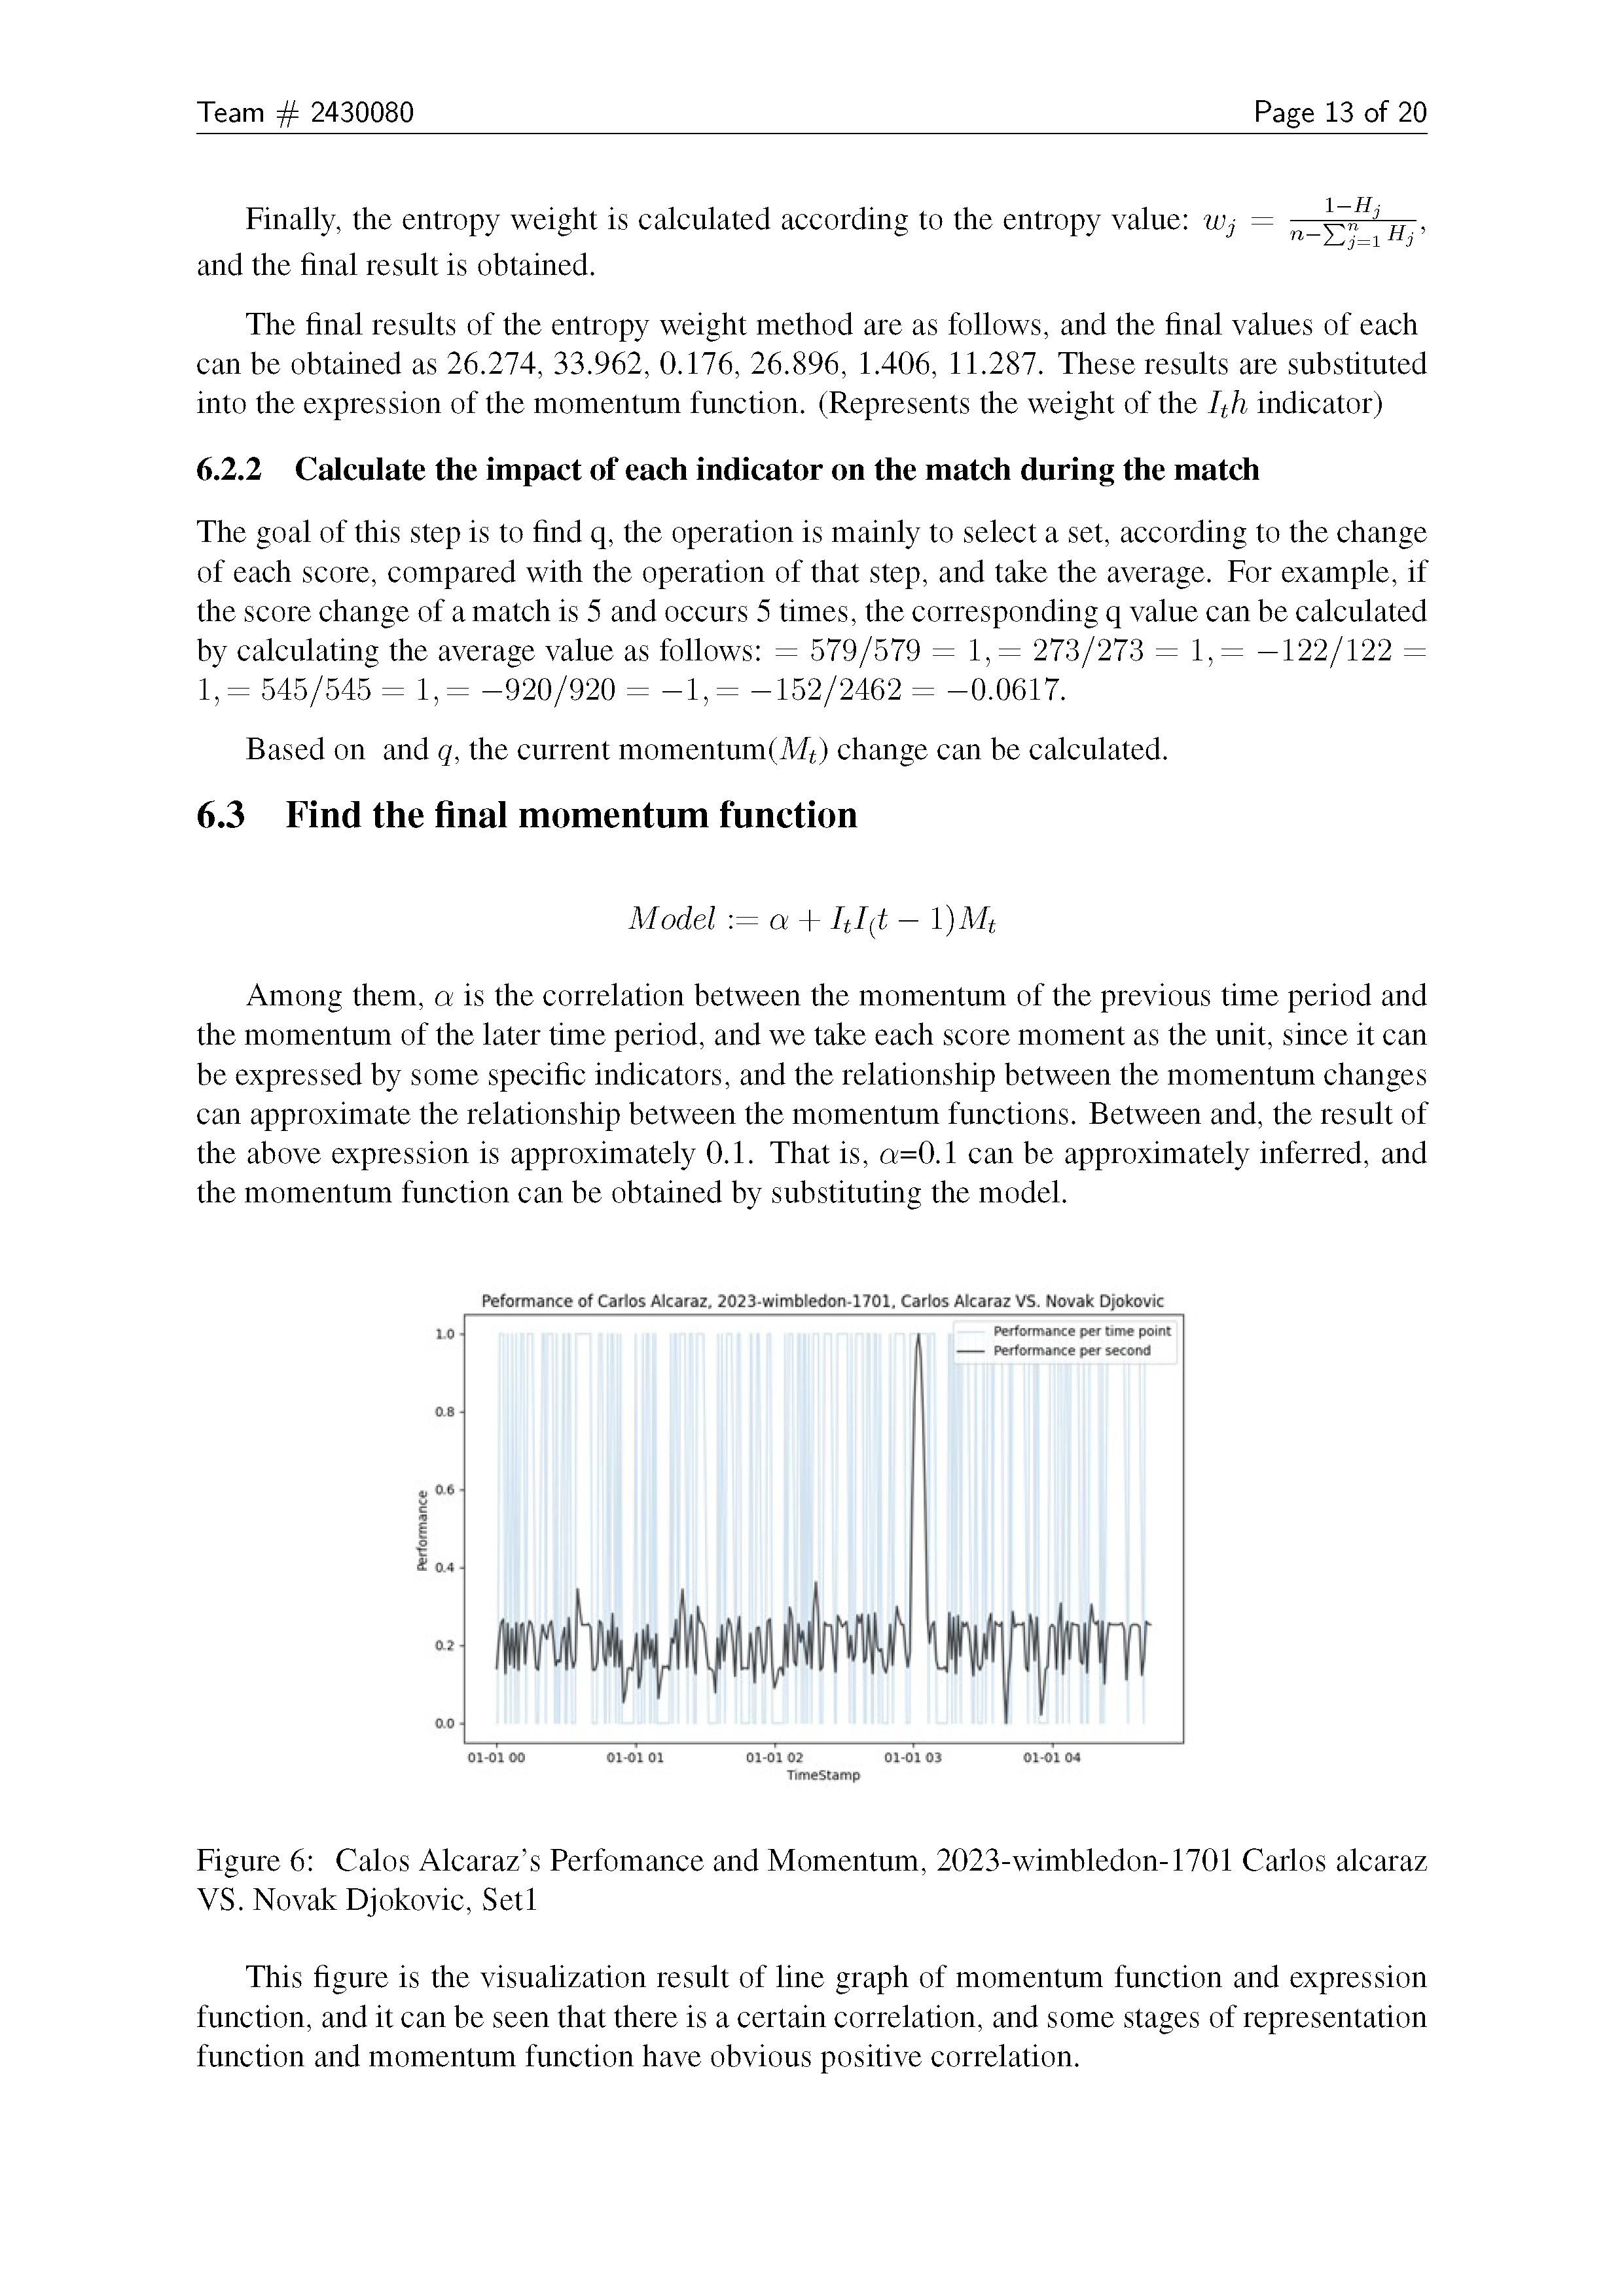 Team # 2430080 Page 13 of 20
Finally, the entropy weight is calculated according to the entropy value: w_j = \frac{1-H_j}{n-\sum_{j=1}^{n} H_j},
and the final result is obtained.
The final results of the entropy weight method are as follows, and the final values of each
can be obtained as 26.274, 33.962, 0.176, 26.896, 1.406, 11.287. These results are substituted
into the expression of the momentum function. (Represents the weight of the I_th indicator)
6.2.2 Calculate the impact of each indicator on the match during the match
The goal of this step is to find q, the operation is mainly to select a set, according to the change
of each score, compared with the operation of that step, and take the average. For example, if
the score change of a match is 5 and occurs 5 times, the corresponding q value can be calculated
by calculating the average value as follows: = 579/579 = 1, = 273/273 = 1, = −122/122 =
1, = 545/545 = 1, = −920/920 = −1, = −152/2462 = −0.0617.
Based on and q, the current momentum(M_t) change can be calculated.
6.3 Find the final momentum function
Model := α + I_tI_(t − 1)M_t
Among them, α is the correlation between the momentum of the previous time period and
the momentum of the later time period, and we take each score moment as the unit, since it can
be expressed by some specific indicators, and the relationship between the momentum changes
can approximate the relationship between the momentum functions. Between and, the result of
the above expression is approximately 0.1. That is, α=0.1 can be approximately inferred, and
the momentum function can be obtained by substituting the model.
Peformance of Carlos Alcaraz, 2023-wimbledon-1701, Carlos Alcaraz VS. Novak Djokovic
Performance per time point
Performance per second
1.0
0.8
0.6
0.4
0.2
0.0
Performance
01-01 00 01-01 01 01-01 02 01-01 03 01-01 04
TimeStamp
Figure 6: Calos Alcaraz's Perfomance and Momentum, 2023-wimbledon-1701 Carlos alcaraz
VS. Novak Djokovic, Set1
This figure is the visualization result of line graph of momentum function and expression
function, and it can be seen that there is a certain correlation, and some stages of representation
function and momentum function have obvious positive correlation.